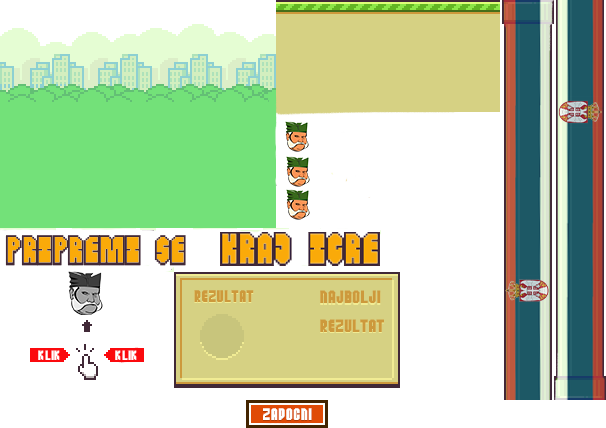 PRIPREMI SE
KRAJ IGRE
REZULTAT
NAJBOLJI
REZULTAT
KLIK
KLIK
ZAPOCNI